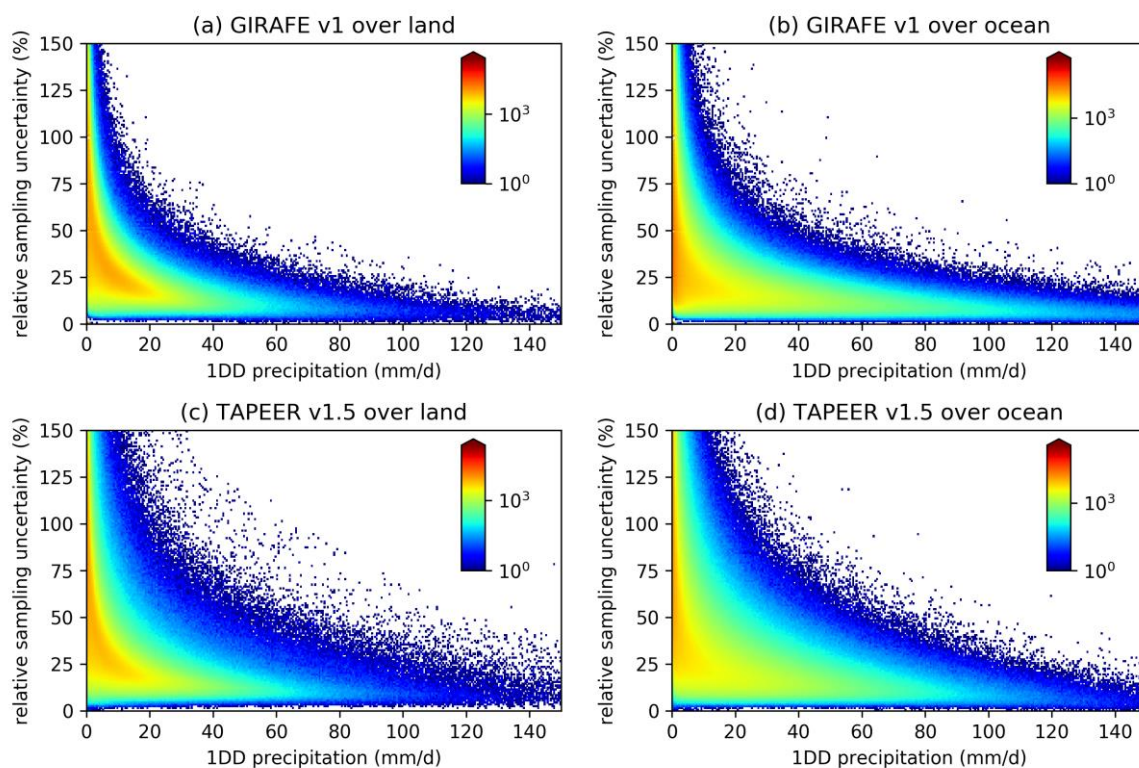 (a) GIRAFE v1 over land
relative sampling uncertainty (%)
150
125
100
75
50
25
0
10³
10⁰
0 20 40 60 80 100 120 140
1DD precipitation (mm/d)
(b) GIRAFE v1 over ocean
relative sampling uncertainty (%)
150
125
100
75
50
25
0
10³
10⁰
0 20 40 60 80 100 120 140
1DD precipitation (mm/d)
(c) TAPEER v1.5 over land
relative sampling uncertainty (%)
150
125
100
75
50
25
0
10³
10⁰
0 20 40 60 80 100 120 140
1DD precipitation (mm/d)
(d) TAPEER v1.5 over ocean
relative sampling uncertainty (%)
150
125
100
75
50
25
0
10³
10⁰
0 20 40 60 80 100 120 140
1DD precipitation (mm/d)